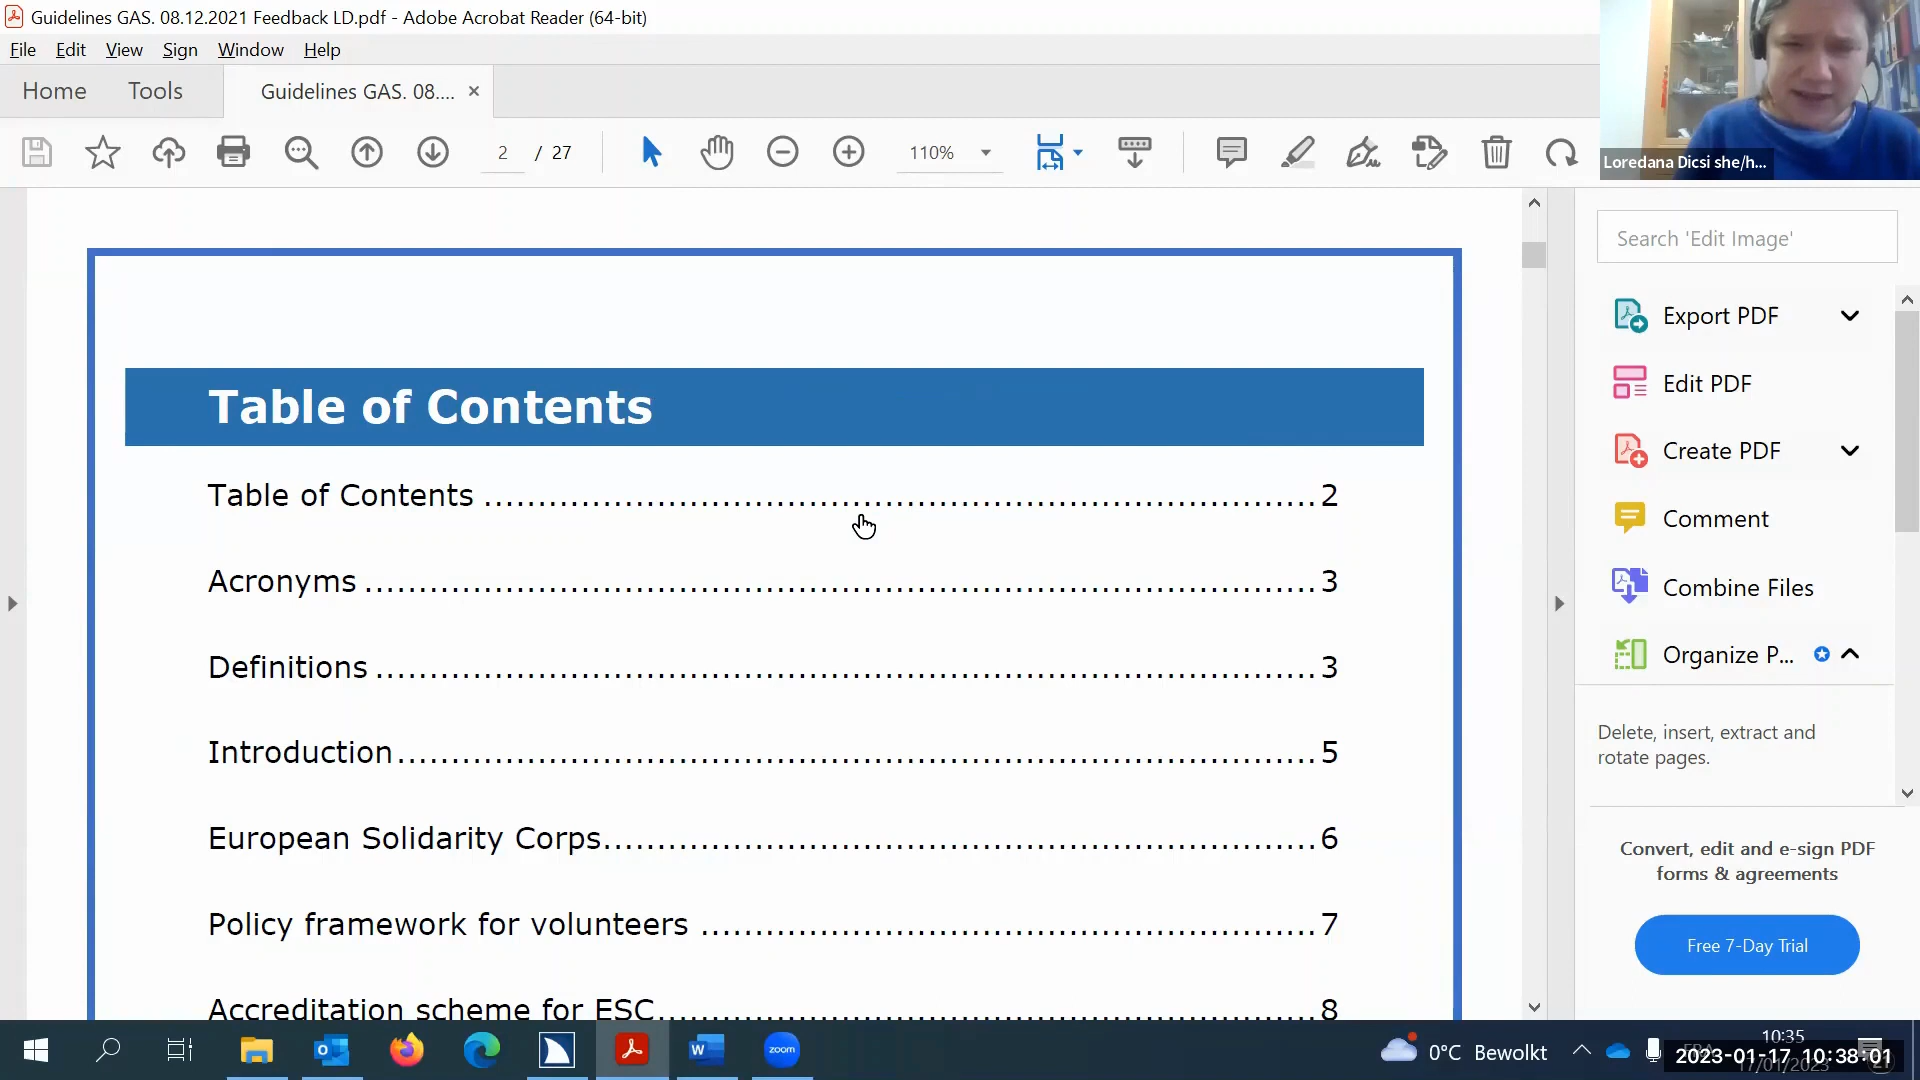 Guidelines GAS. 08.12.2021 Feedback LD.pdf - Adobe Acrobat Reader (64-bit)
File Edit View Sign Window Help
Home Tools Guidelines GAS. 08.... ×
2 / 27 110%
Loredana Dicsi she/h...
Search 'Edit Image'
Export PDF
Edit PDF
Create PDF
Comment
Combine Files
Organize P...
Delete, insert, extract and
rotate pages.
Convert, edit and e-sign PDF
forms & agreements
Free 7-Day Trial
Table of Contents
Table of Contents ........................ 2
Acronyms ........................ 3
Definitions ........................ 3
Introduction ........................ 5
European Solidarity Corps ........................ 6
Policy framework for volunteers ........................ 7
Accreditation scheme for ESC ........................ 8
zoom
0°C Bewolkt
10:35
17/01/2023
2023-01-17 10:38:01